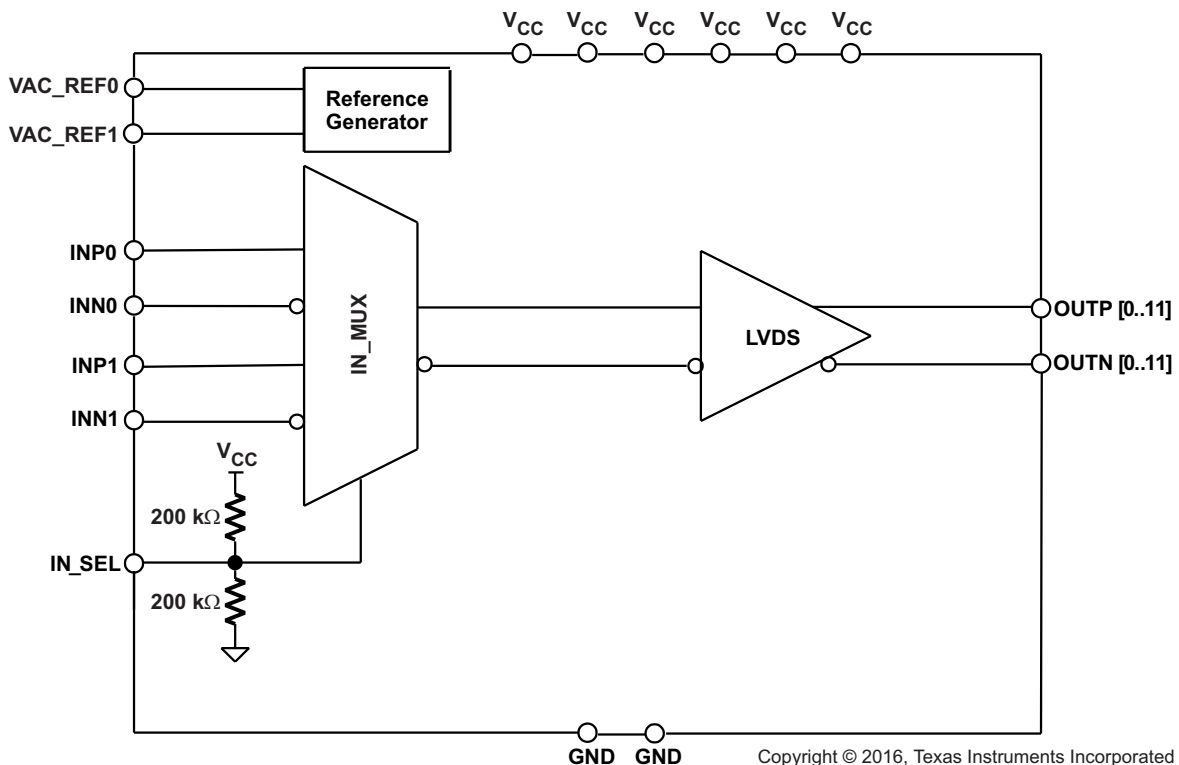 VCC VCC VCC VCC VCC VCC
VAC_REF0
VAC_REF1
Reference
Generator
INP0
INN0
INP1
INN1
IN_MUX
LVDS
OUTP [0..11]
OUTN [0..11]
VCC
200 kΩ
IN_SEL
200 kΩ
GND GND
Copyright © 2016, Texas Instruments Incorporated